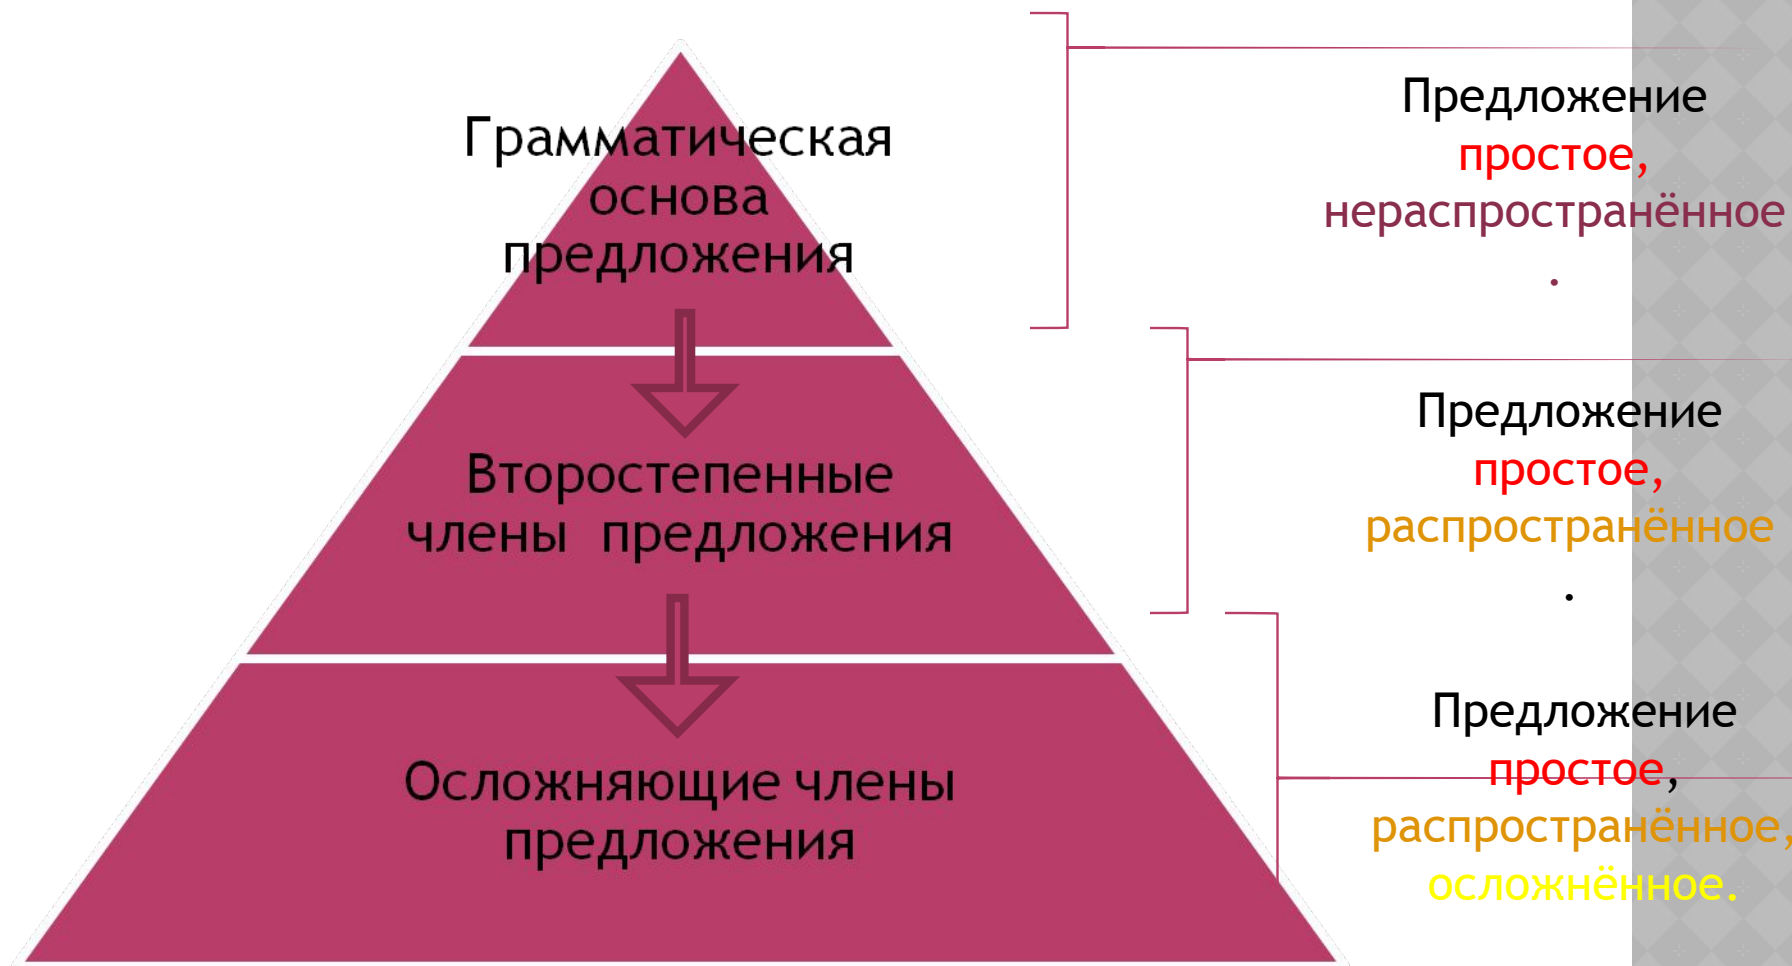 Грамматическая
основа
предложения
Второстепенные
члены предложения
Осложняющие члены
предложения
Предложение
простое,
нераспространённое
.
Предложение
простое,
распространённое
.
Предложение
простое,
распространённое,
осложнённое.